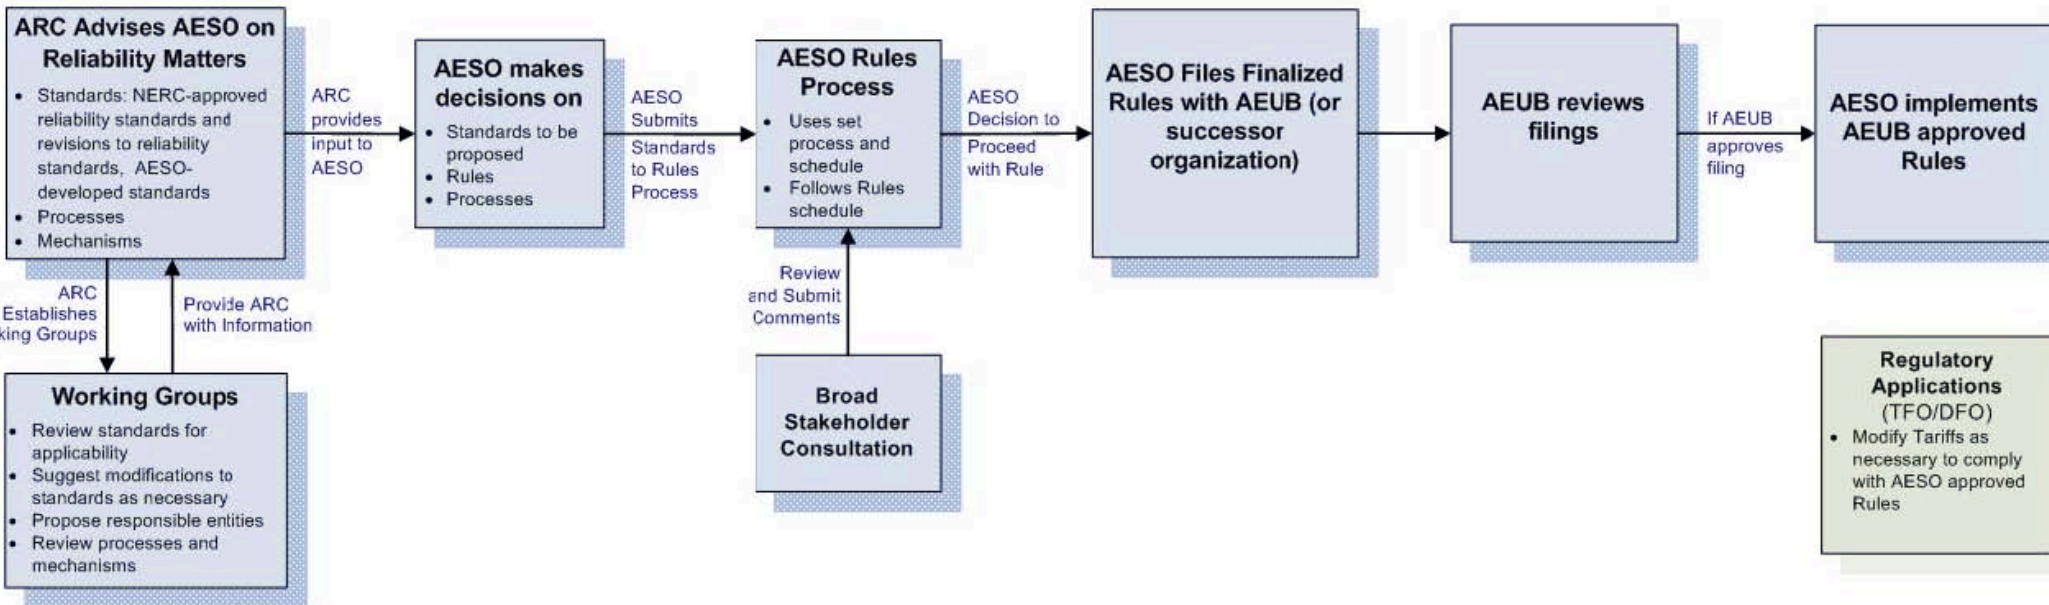 ARC Advises AESO on
Reliability Matters
• Standards: NERC-approved
reliability standards and
revisions to reliability
standards, AESO-
developed standards
• Processes
• Mechanisms
ARC
provides
input to
AESO
AESO makes
decisions on
• Standards to be
proposed
• Rules
• Processes
AESO
Submits
Standards
to Rules
Process
AESO Rules
Process
• Uses set
process and
schedule
• Follows Rules
schedule
AESO
Decision to
Proceed
with Rule
AESO Files Finalized
Rules with AEUB (or
successor
organization)
AEUB reviews
filings
If AEUB
approves
filing
AESO implements
AEUB approved
Rules
ARC
Establishes
king Groups
Provide ARC
with Information
Review
and Submit
Comments
Working Groups
• Review standards for
applicability
• Suggest modifications to
standards as necessary
• Propose responsible entities
• Review processes and
mechanisms
Broad
Stakeholder
Consultation
Regulatory
Applications
(TFO/DFO)
• Modify Tariffs as
necessary to comply
with AESO approved
Rules